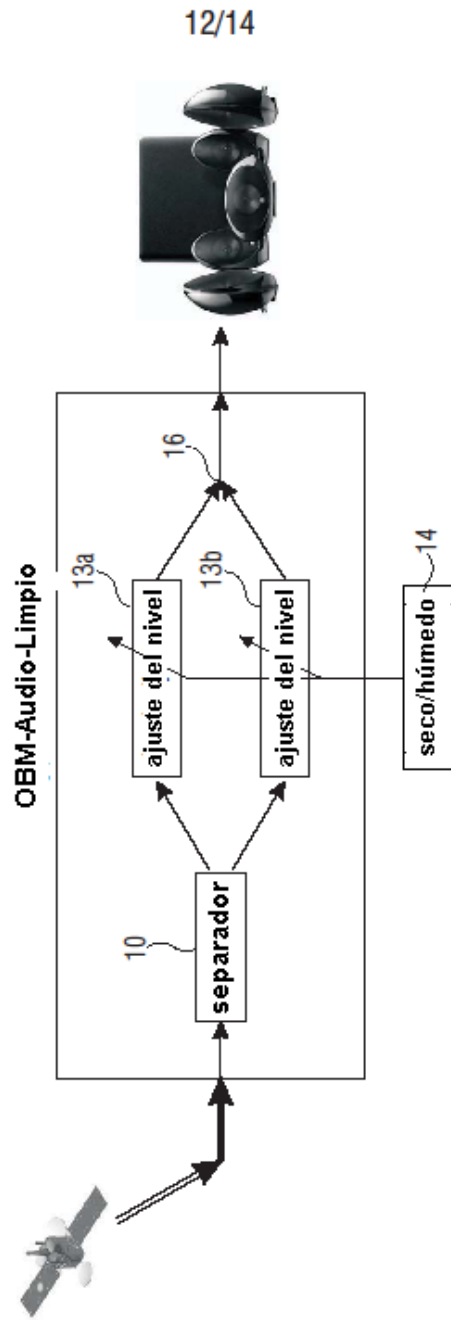 12/14
OBM-Audio-Limpio
10
separador
13a
ajuste del nivel
13b
ajuste del nivel
16
14
seco/húmedo